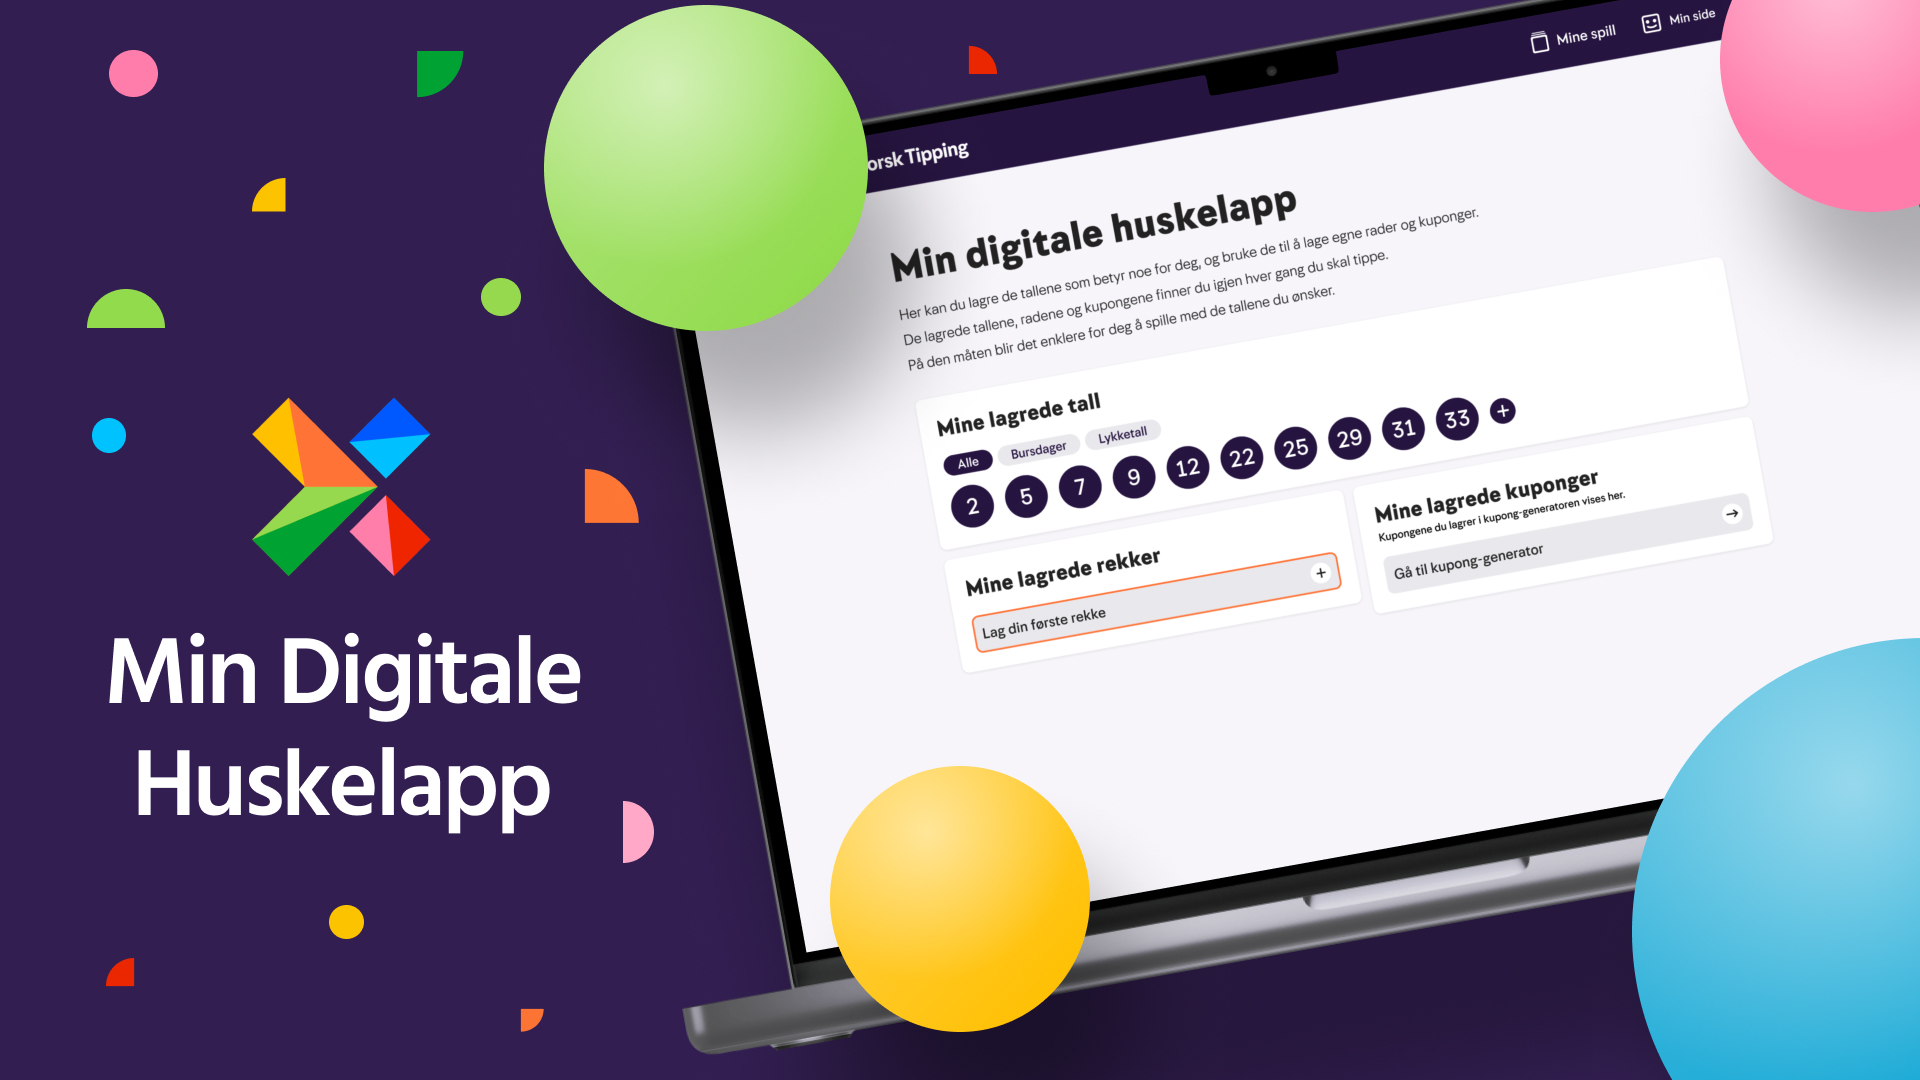 Min Digitale
Huskelapp
orsk Tipping
Mine spill
Min side
Min digitale huskelapp
Her kan du lagre de tallene som betyr noe for deg, og bruke de til å lage egne rader og kuponger.
De lagrede tallene, radene og kupongene finner du igjen hver gang du skal tippe.
På den måten blir det enklere for deg å spille med de tallene du ønsker.
Mine lagrede tall
Alle Bursdager Lykketall
2 5 7 9 12 22 25 29 31 33 +
Mine lagrede rekker
Lag din første rekke +
Mine lagrede kuponger
Kupongene du lagrer i kupong-generatoren vises her.
Gå til kupong-generator →